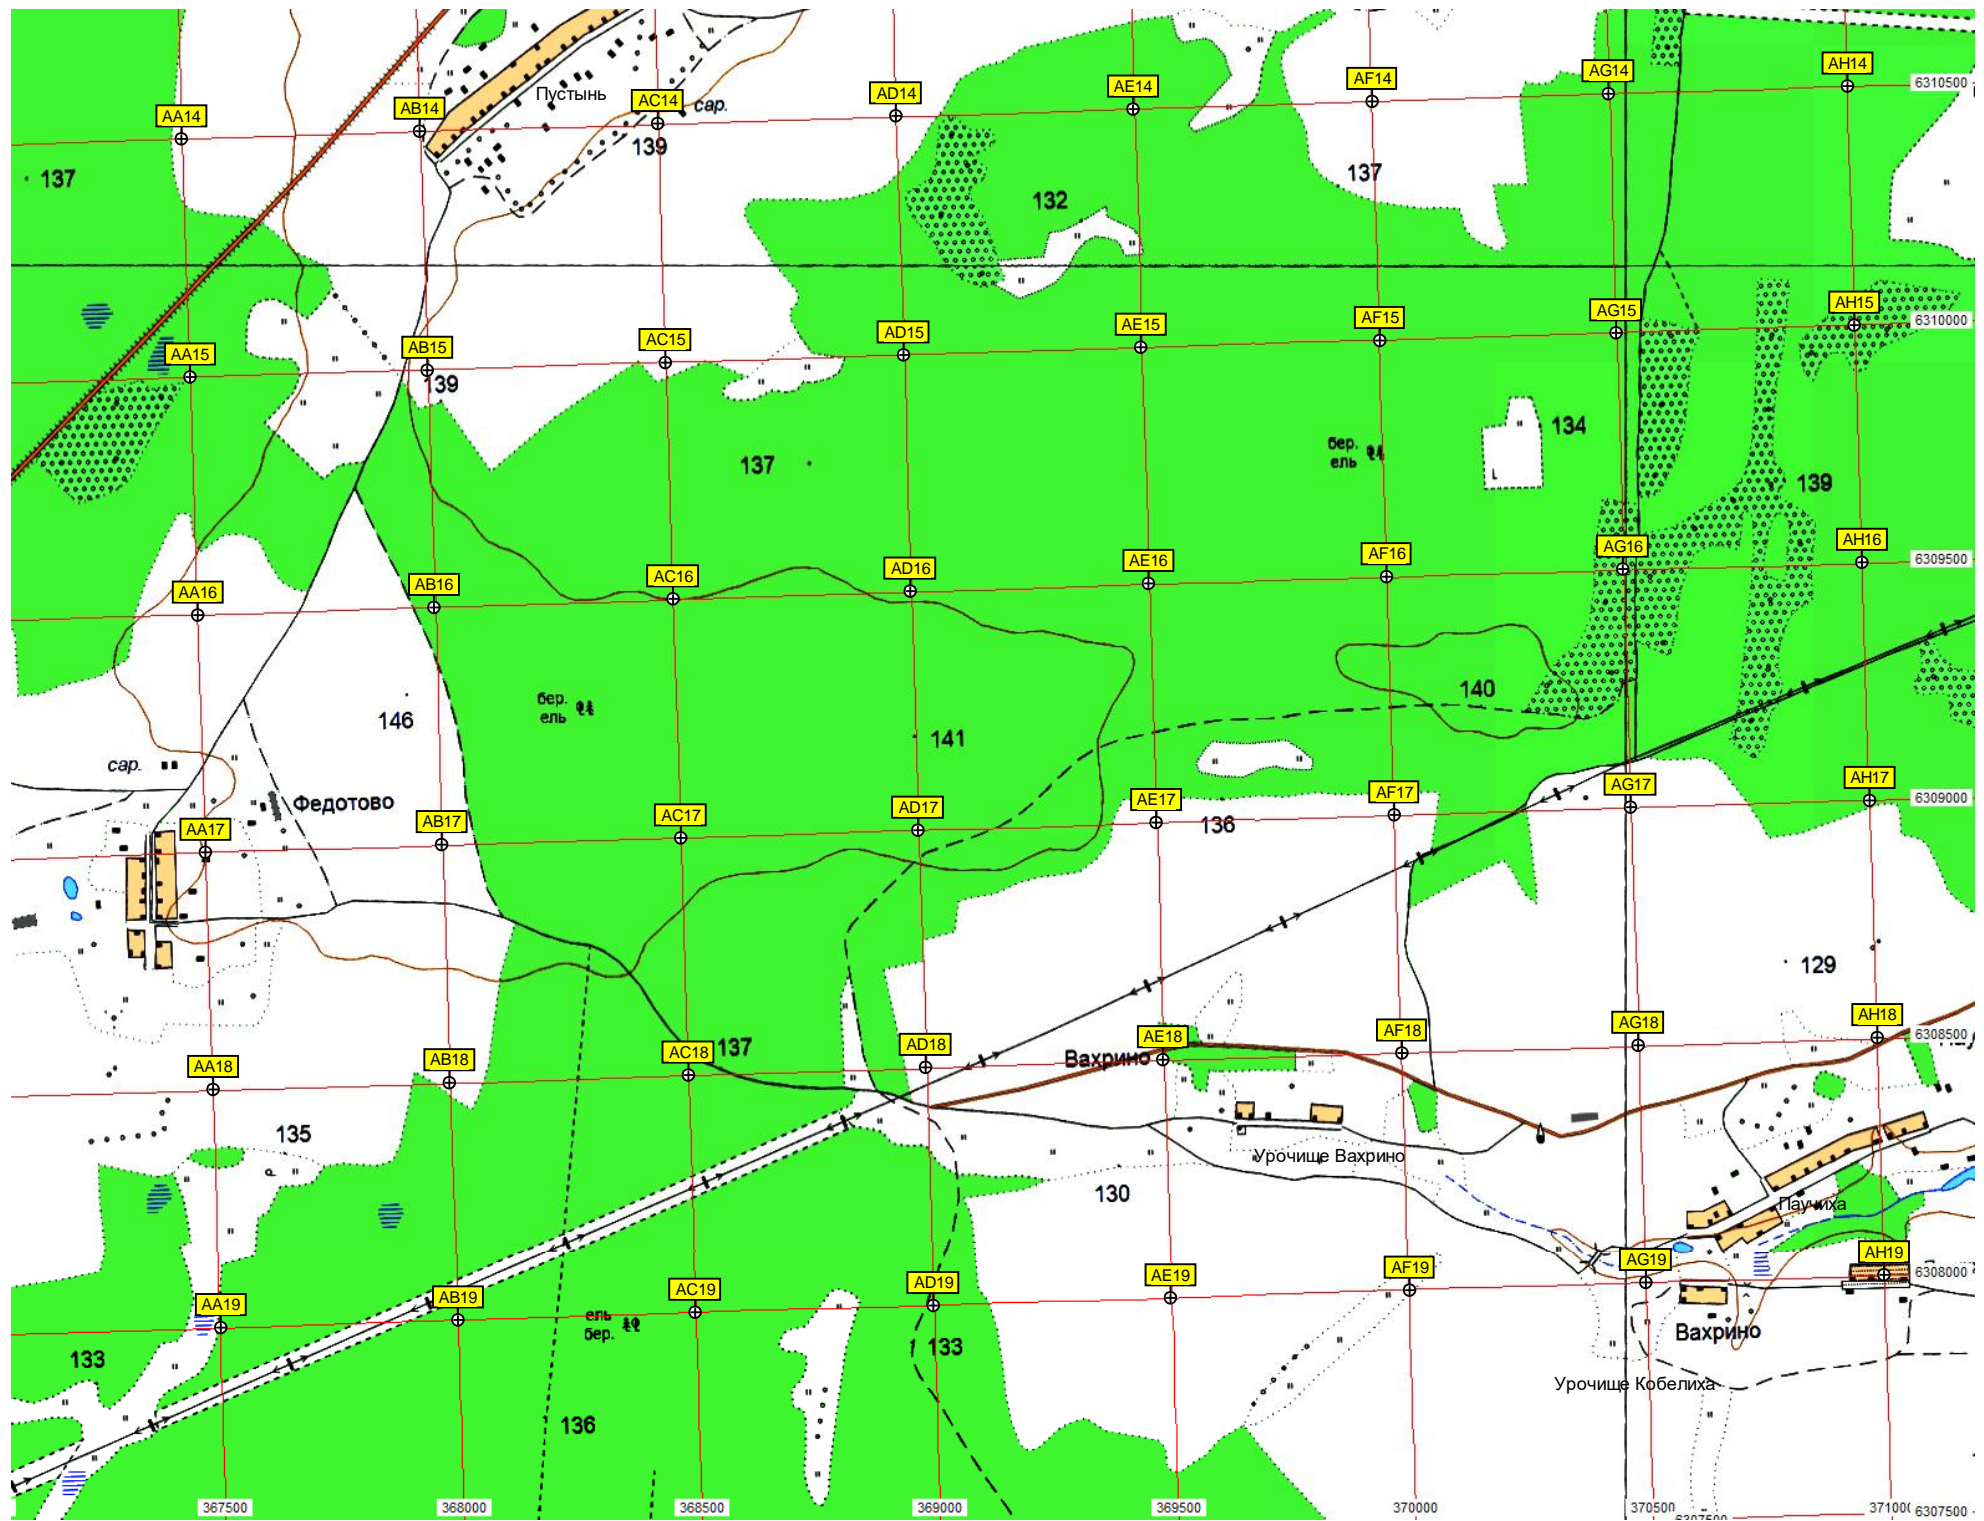 Пустынь
AA14
AB14
AC14
сар.
AD14
AE14
AF14
AG14
AH14
6310500
139
137
137
132
AA15
AB15
AC15
AD15
AE15
AF15
AG15
AH15
6310000
139
137
бер.
ель
134
139
AA16
AB16
AC16
AD16
AE16
AF16
AG16
AH16
6309500
146
бер.
ель
141
140
сар.
Федотово
AA17
AB17
AC17
AD17
AE17
AF17
AG17
AH17
6309000
136
129
AA18
AB18
AC18
137
AD18
Вахрино
AE18
AF18
AG18
AH18
6308500
135
Урочище Вахрино
130
Паучиха
AA19
AB19
AC19
AD19
AE19
AF19
AG19
AH19
6308000
ель
бер.
133
133
Вахрино
Урочище Кобелиха
136
367500
368000
368500
369000
369500
370000
370500
6307500